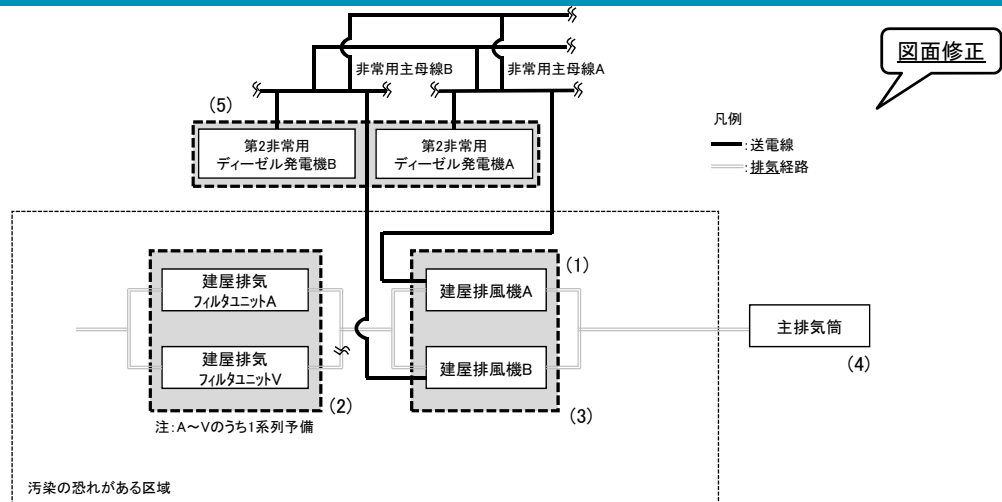 図面修正
非常用主母線B
非常用主母線A
(5)
第2非常用
ディーゼル発電機B
第2非常用
ディーゼル発電機A
凡例
:送電線
:排気経路
(1)
建屋排気
フィルタユニットA
建屋排風機A
主排気筒
(4)
建屋排気
フィルタユニットV
建屋排風機B
(2)
(3)
注:A~Vのうち1系列予備
汚染の恐れがある区域